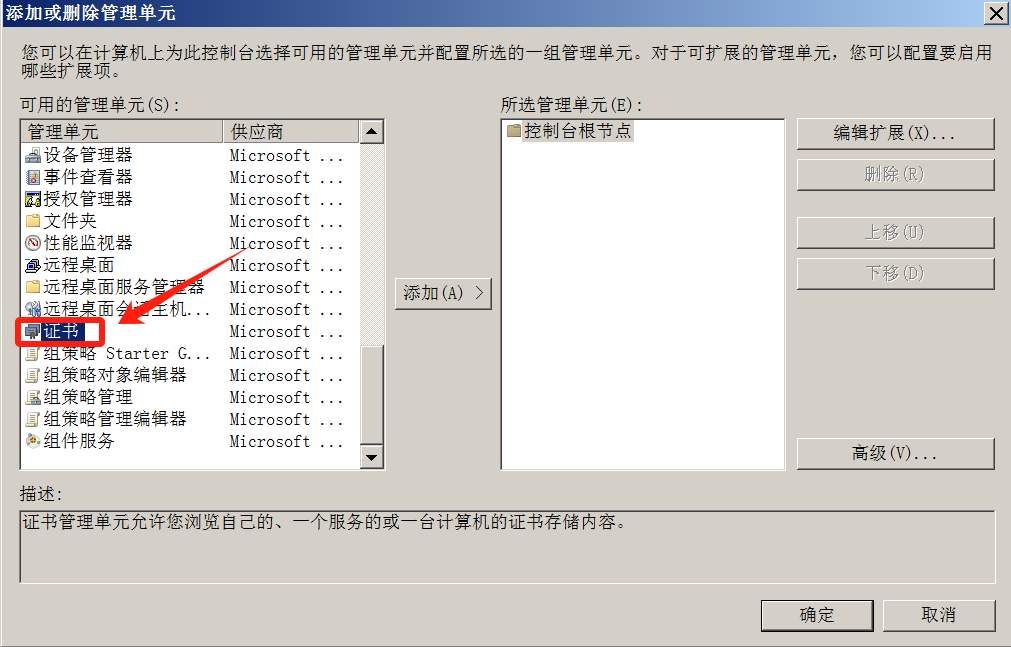 添加或删除管理单元
您可以在计算机上为此控制台选择可用的管理单元并配置所选的一组管理单元。对于可扩展的管理单元，您可以配置要启用
哪些扩展项。
可用的管理单元(S):
管理单元 供应商
设备管理器 Microsoft ...
事件查看器 Microsoft ...
授权管理器 Microsoft ...
文件夹 Microsoft ...
性能监视器 Microsoft ...
远程桌面 Microsoft ...
远程桌面服务管理器 Microsoft ...
远程桌面会话主机... Microsoft ...
证书 Microsoft ...
组策略 Starter G... Microsoft ...
组策略对象编辑器 Microsoft ...
组策略管理 Microsoft ...
组策略管理编辑器 Microsoft ...
组件服务 Microsoft ...
添加(A) >
所选管理单元(E):
控制台根节点
编辑扩展(X)...
删除(R)
上移(U)
下移(D)
高级(V)...
描述:
证书管理单元允许您浏览自己的、一个服务的或一台计算机的证书存储内容。
确定
取消